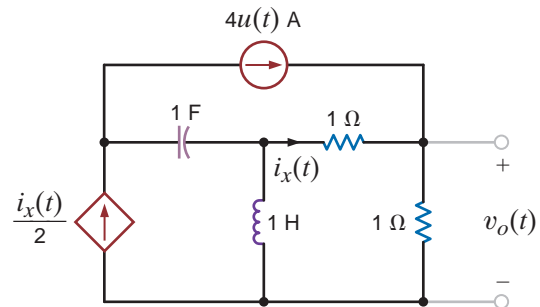 4u(t) A
1 F
1 Ω
i_x(t)
i_x(t)/2
1 H
1 Ω
+
v_o(t)
−